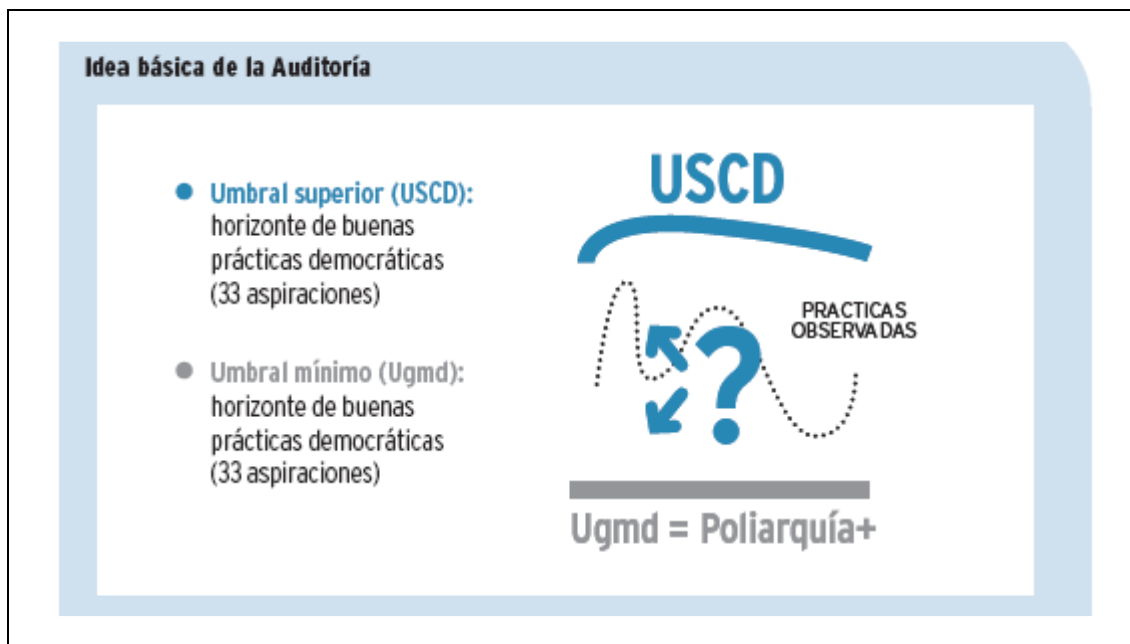 Idea básica de la Auditoría
● Umbral superior (USCD):
horizonte de buenas
prácticas democráticas
(33 aspiraciones)
● Umbral mínimo (Ugmd):
horizonte de buenas
prácticas democráticas
(33 aspiraciones)
USCD
PRACTICAS
OBSERVADAS
?
Ugmd = Poliarquía+